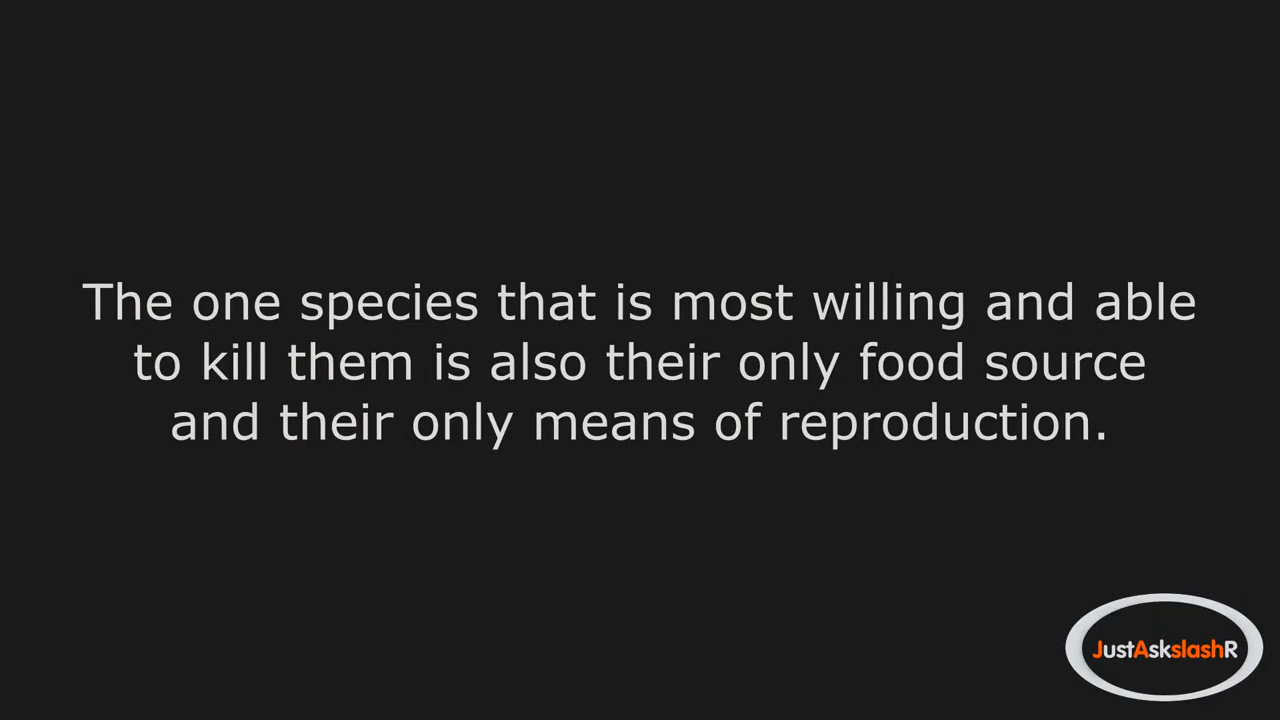 The one species that is most willing and able
to kill them is also their only food source
and their only means of reproduction.
JustAskslashR